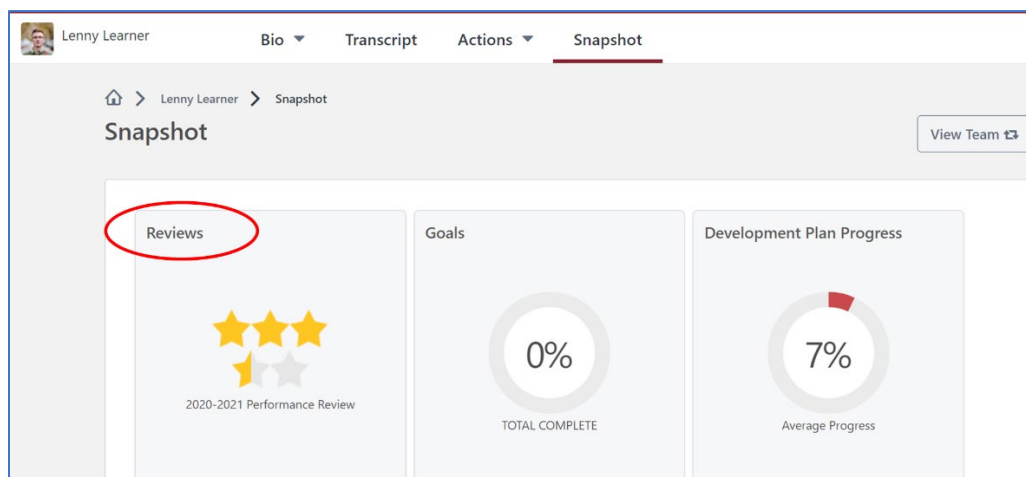 Lenny Learner
Bio Transcript Actions Snapshot
Lenny Learner Snapshot
Snapshot
View Team
Reviews
Goals
Development Plan Progress
0%
7%
2020-2021 Performance Review
TOTAL COMPLETE
Average Progress